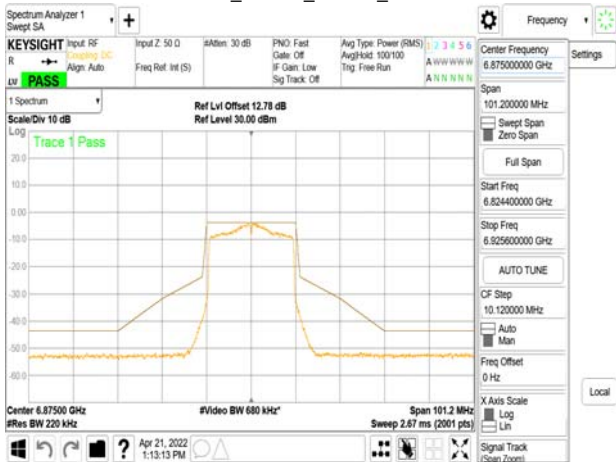 Spectrum Analyzer 1
Swept SA
Frequency
KEYSIGHT
R
LV PASS
Input: RF
Coupling: DC
Align: Auto
Input Z: 50 Ω
Freq Ref: Int (S)
#Atten: 30 dB
PNO: Fast
Gate: Off
IF Gain: Low
Sig Track: Off
Avg Type: Power (RMS)
Avg|Hold: 100/100
Trig: Free Run
1 2 3 4 5 6
A W W W W W
A N N N N N
1 Spectrum
Scale/Div 10 dB
Ref Lvl Offset 12.78 dB
Ref Level 30.00 dBm
Log
Trace 1 Pass
20.0
10.0
0.00
-10.0
-20.0
-30.0
-40.0
-50.0
-60.0
Center 6.87500 GHz
#Video BW 680 kHz*
Span 101.2 MHz
#Res BW 220 kHz
Sweep 2.67 ms (2001 pts)
?
Apr 21, 2022
1:13:13 PM
Center Frequency
6.875000000 GHz
Settings
Span
101.200000 MHz
Swept Span
Zero Span
Full Span
Start Freq
6.824400000 GHz
Stop Freq
6.925600000 GHz
AUTO TUNE
CF Step
10.120000 MHz
Auto
Man
Freq Offset
0 Hz
X Axis Scale
Log
Lin
Local
Signal Track
(Span Zoom)